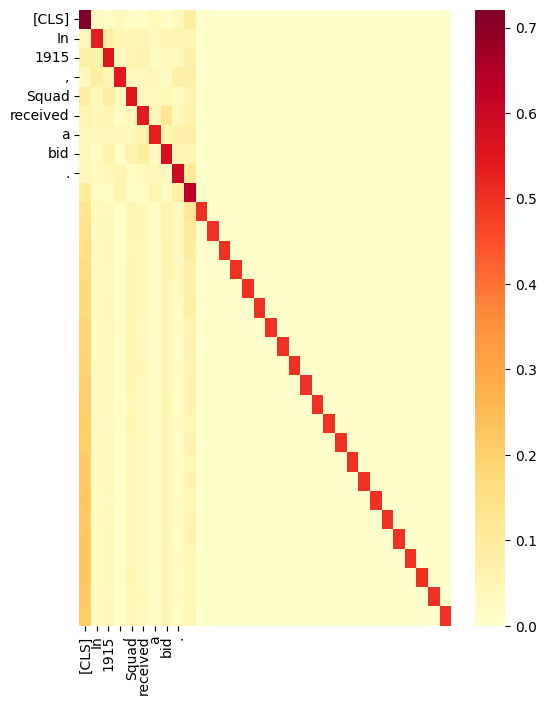 [CLS]
In
1915
,
Squad
received
a
bid
.
0.7
0.6
0.5
0.4
0.3
0.2
0.1
0.0
[CLS]
In
1915
,
Squad
received
a
bid
.